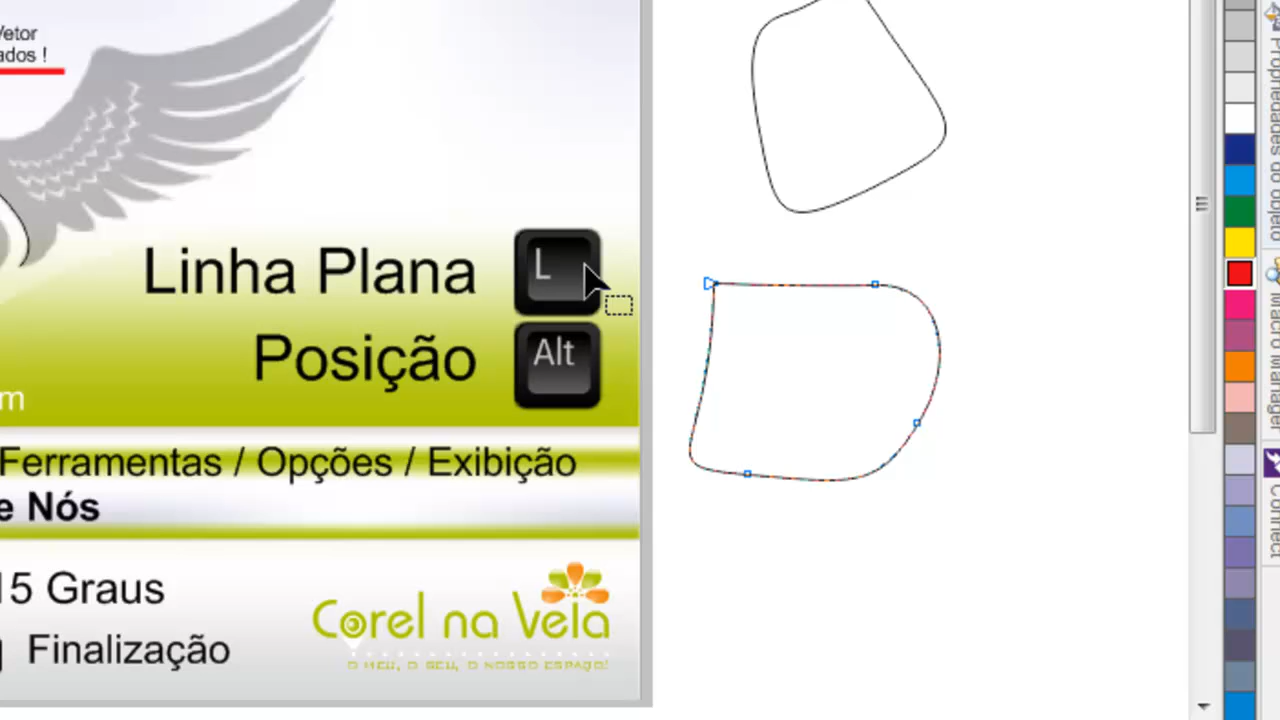 Vetor
ados !
Linha Plana
L
Posição
Alt
m
Ferramentas / Opções / Exibição
e Nós
15 Graus
Finalização
Corel na Veia
O MEU, O SEU, O NOSSO ESPAÇO!
Propriedades do objeto
Macro Manager
Connect